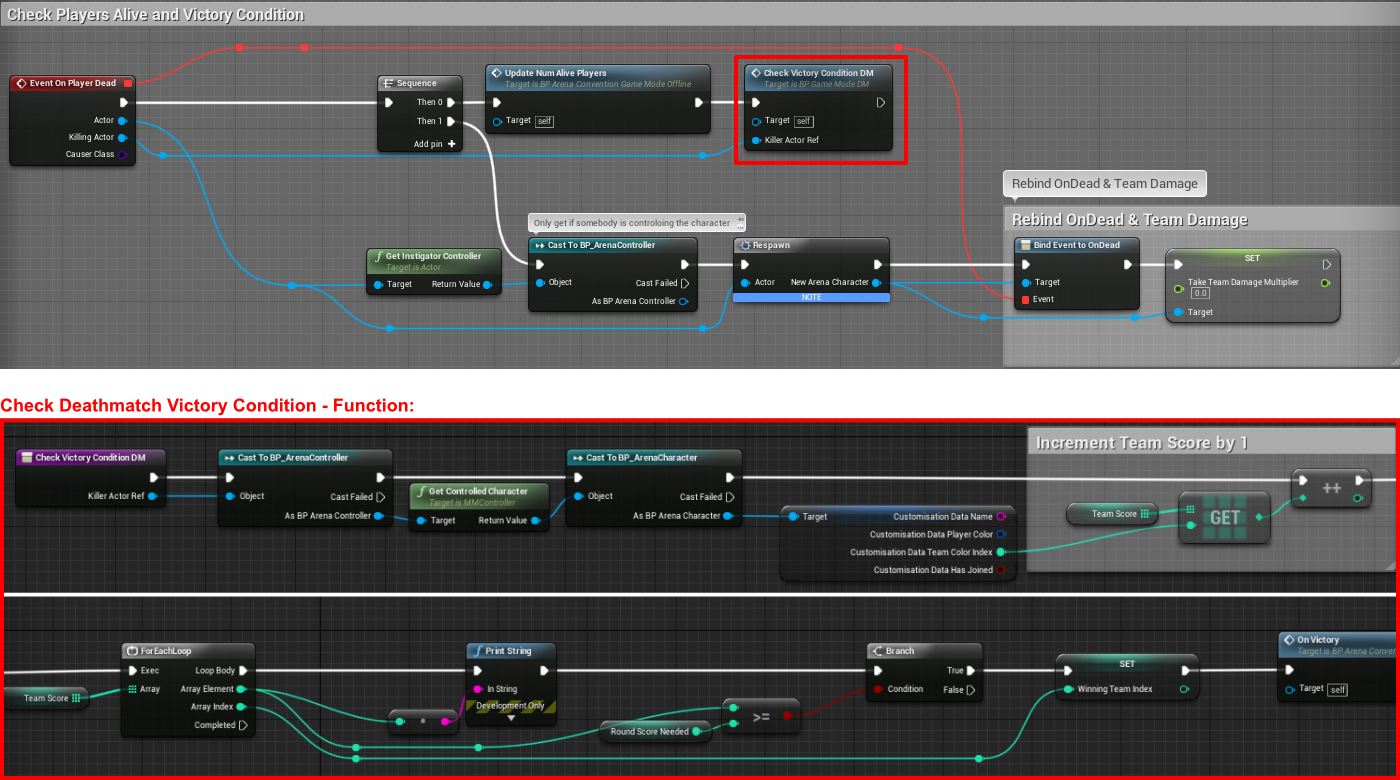 Check Players Alive and Victory Condition
Event On Player Dead
Actor
Killing Actor
Causer Class
Sequence
Then 0
Then 1
Add pin +
Update Num Alive Players
Target is BP Arena Convention Game Mode Offline
Target self
Check Victory Condition DM
Target is BP Game Mode DM
Target self
Killer Actor Ref
Get Instigator Controller
Target is Actor
Target Return Value
Only get if somebody is controloing the character
Cast To BP_ArenaController
Object Cast Failed
As BP Arena Controller
Respawn
Actor New Arena Character
NOTE
Rebind OnDead & Team Damage
Rebind OnDead & Team Damage
Bind Event to OnDead
Target
Event
SET
Take Team Damage Multiplier
0.0
Target
Check Deathmatch Victory Condition - Function:
Check Victory Condition DM
Killer Actor Ref
Cast To BP_ArenaController
Object Cast Failed
As BP Arena Controller
Get Controlled Character
Target is MMController
Target Return Value
Cast To BP_ArenaCharacter
Object Cast Failed
As BP Arena Character
Target Customisation Data Name
Customisation Data Player Color
Customisation Data Team Color Index
Customisation Data Has Joined
Increment Team Score by 1
Team Score
GET
++
Team Score
ForEachLoop
Exec Loop Body
Array Array Element
Array Index
Completed
Print String
In String
Development Only
Round Score Needed
>=
Branch
True
Condition False
SET
Winning Team Index
On Victory
Target is BP Arena Conver
Target self